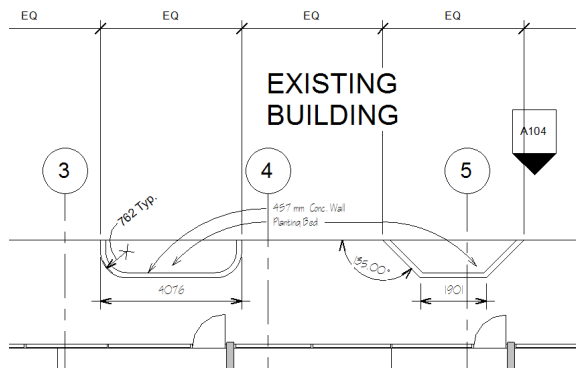 EQ EQ EQ EQ
EXISTING
BUILDING
A104
3 4 5
762 Typ.
457 mm Conc. Wall
Planting Bed
135.00°
4076
1901